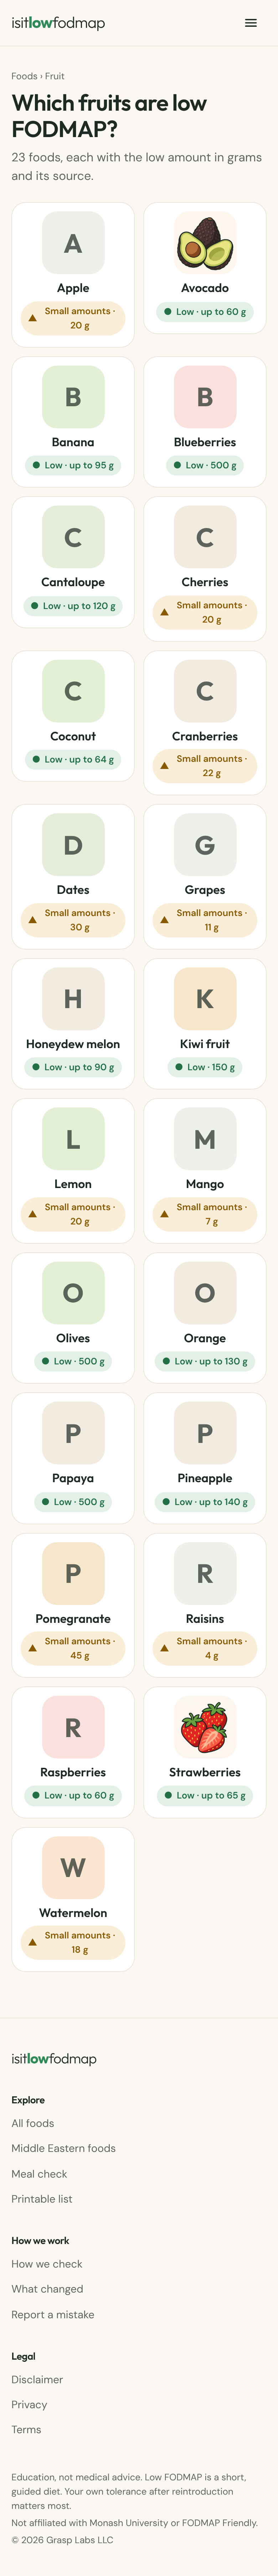 isitlowfodmap
Foods › Fruit
Which fruits are low
FODMAP?
23 foods, each with the low amount in grams
and its source.
A
Apple
▲ Small amounts ·
20 g
Avocado
● Low · up to 60 g
B
Banana
● Low · up to 95 g
B
Blueberries
● Low · 500 g
C
Cantaloupe
● Low · up to 120 g
C
Cherries
▲ Small amounts ·
20 g
C
Coconut
● Low · up to 64 g
C
Cranberries
▲ Small amounts ·
22 g
D
Dates
▲ Small amounts ·
30 g
G
Grapes
▲ Small amounts ·
11 g
H
Honeydew melon
● Low · up to 90 g
K
Kiwi fruit
● Low · 150 g
L
Lemon
▲ Small amounts ·
20 g
M
Mango
▲ Small amounts ·
7 g
O
Olives
● Low · 500 g
O
Orange
● Low · up to 130 g
P
Papaya
● Low · 500 g
P
Pineapple
● Low · up to 140 g
P
Pomegranate
▲ Small amounts ·
45 g
R
Raisins
▲ Small amounts ·
4 g
R
Raspberries
● Low · up to 60 g
Strawberries
● Low · up to 65 g
W
Watermelon
▲ Small amounts ·
18 g
isitlowfodmap
Explore
All foods
Middle Eastern foods
Meal check
Printable list
How we work
How we check
What changed
Report a mistake
Legal
Disclaimer
Privacy
Terms
Education, not medical advice. Low FODMAP is a short,
guided diet. Your own tolerance after reintroduction
matters most.
Not affiliated with Monash University or FODMAP Friendly.
© 2026 Grasp Labs LLC